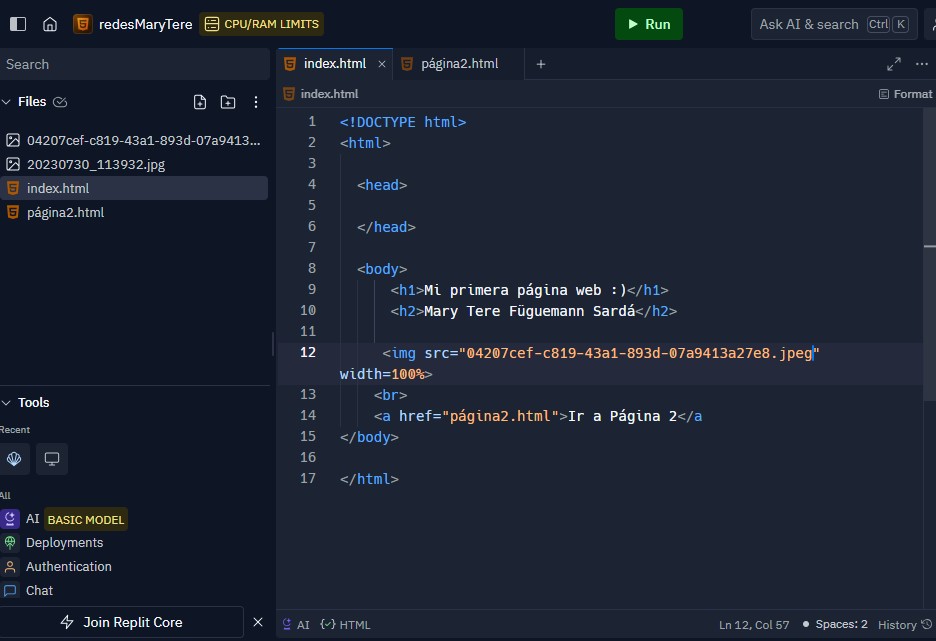 redesMaryTere
CPU/RAM LIMITS
Run
Ask AI & search Ctrl K
Search
Files
04207cef-c819-43a1-893d-07a9413...
20230730_113932.jpg
index.html
página2.html
index.html
página2.html
index.html
Format
1 <!DOCTYPE html>
2 <html>
3
4 <head>
5
6 </head>
7
8 <body>
9 <h1>Mi primera página web :)</h1>
10 <h2>Mary Tere Füguemann Sardá</h2>
11
12 <img src="04207cef-c819-43a1-893d-07a9413a27e8.jpeg"
width=100%>
13 <br>
14 <a href="página2.html">Ir a Página 2</a
15 </body>
16
17 </html>
Tools
Recent
All
AI BASIC MODEL
Deployments
Authentication
Chat
Join Replit Core
AI
HTML
Ln 12, Col 57
Spaces: 2
History